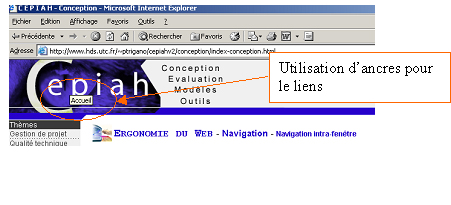 CEPIAH - Conception - Microsoft Internet Explorer
Fichier Edition Affichage Favoris Outils ?
Précédente Rechercher Favoris
Adresse http://www.hds.utc.fr/~ptrigano/cepiahv2/conception/index-conception.html
Cepiah
Accueil
Conception
Evaluation
Modèles
Outils
Utilisation d'ancres pour
le liens
Thèmes
Gestion de projet
Qualité technique
ERGONOMIE DU WEB - Navigation - Navigation intra-fenêtre